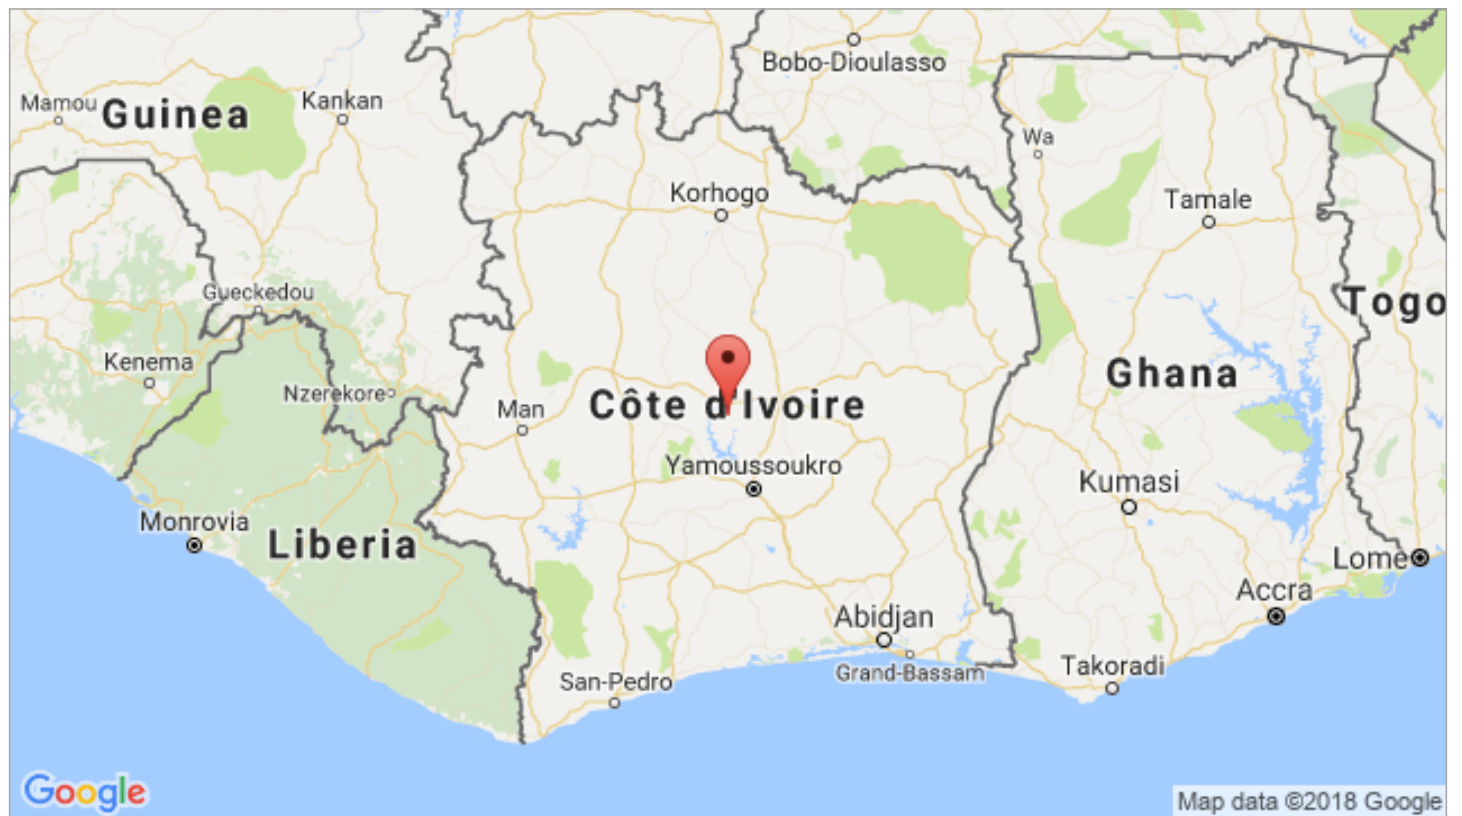 Bobo-Dioulasso
Mamou
Guinea
Kankan
Wa
Korhogo
Tamale
Gueckedou
Togo
Kenema
Ghana
Nzerekore
Man
Côte d'Ivoire
Yamoussoukro
Kumasi
Monrovia
Liberia
Lome
Accra
Abidjan
Takoradi
Grand-Bassam
San-Pedro
Google
Map data ©2018 Google